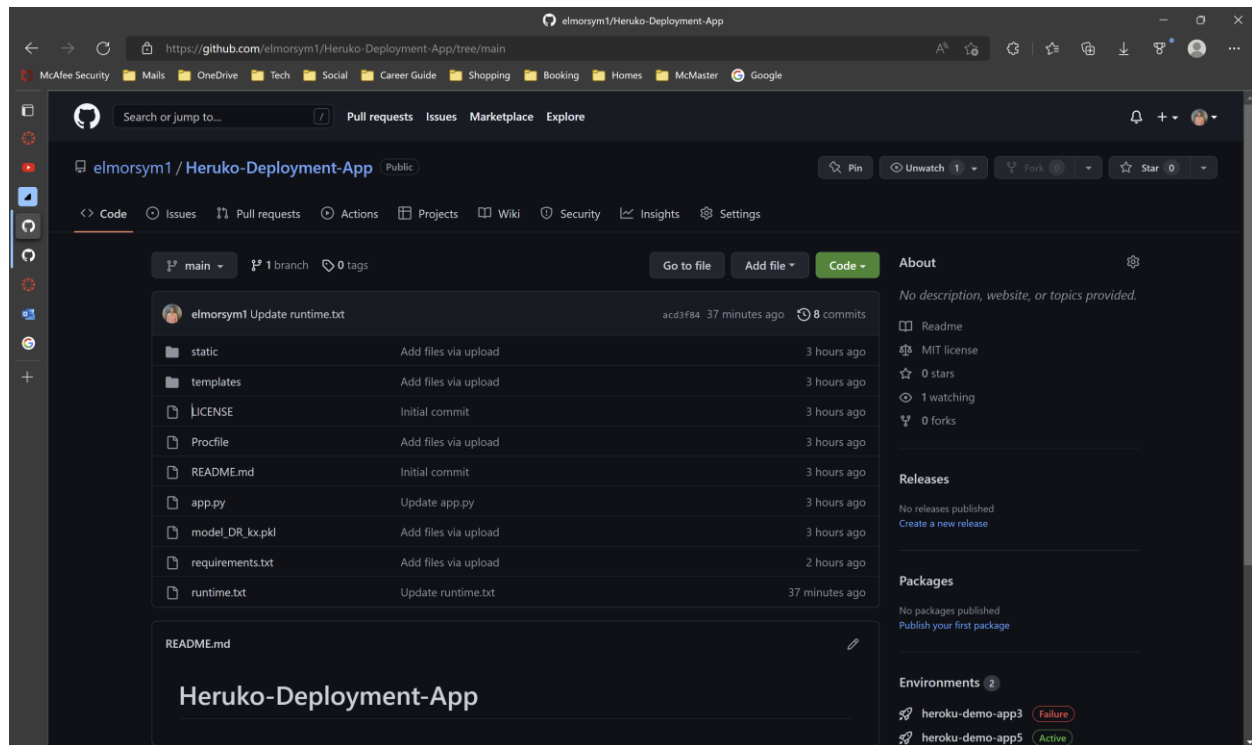 elmorsym1/Heruko-Deployment-App
https://github.com/elmorsym1/Heruko-Deployment-App/tree/main
McAfee Security Mails OneDrive Tech Social Career Guide Shopping Booking Homes McMaster Google
Search or jump to... / Pull requests Issues Marketplace Explore
elmorsym1 / Heruko-Deployment-App Public Pin Unwatch 1 Fork 0 Star 0
<> Code Issues Pull requests Actions Projects Wiki Security Insights Settings
main 1 branch 0 tags Go to file Add file Code
elmorsym1 Update runtime.txt acd3f84 37 minutes ago 8 commits
static Add files via upload 3 hours ago
templates Add files via upload 3 hours ago
LICENSE Initial commit 3 hours ago
Procfile Add files via upload 3 hours ago
README.md Initial commit 3 hours ago
app.py Update app.py 3 hours ago
model_DR_kx.pkl Add files via upload 3 hours ago
requirements.txt Add files via upload 2 hours ago
runtime.txt Update runtime.txt 37 minutes ago
README.md
Heruko-Deployment-App
About
No description, website, or topics provided.
Readme
MIT license
0 stars
1 watching
0 forks
Releases
No releases published
Create a new release
Packages
No packages published
Publish your first package
Environments 2
heroku-demo-app3 Failure
heroku-demo-app5 Active